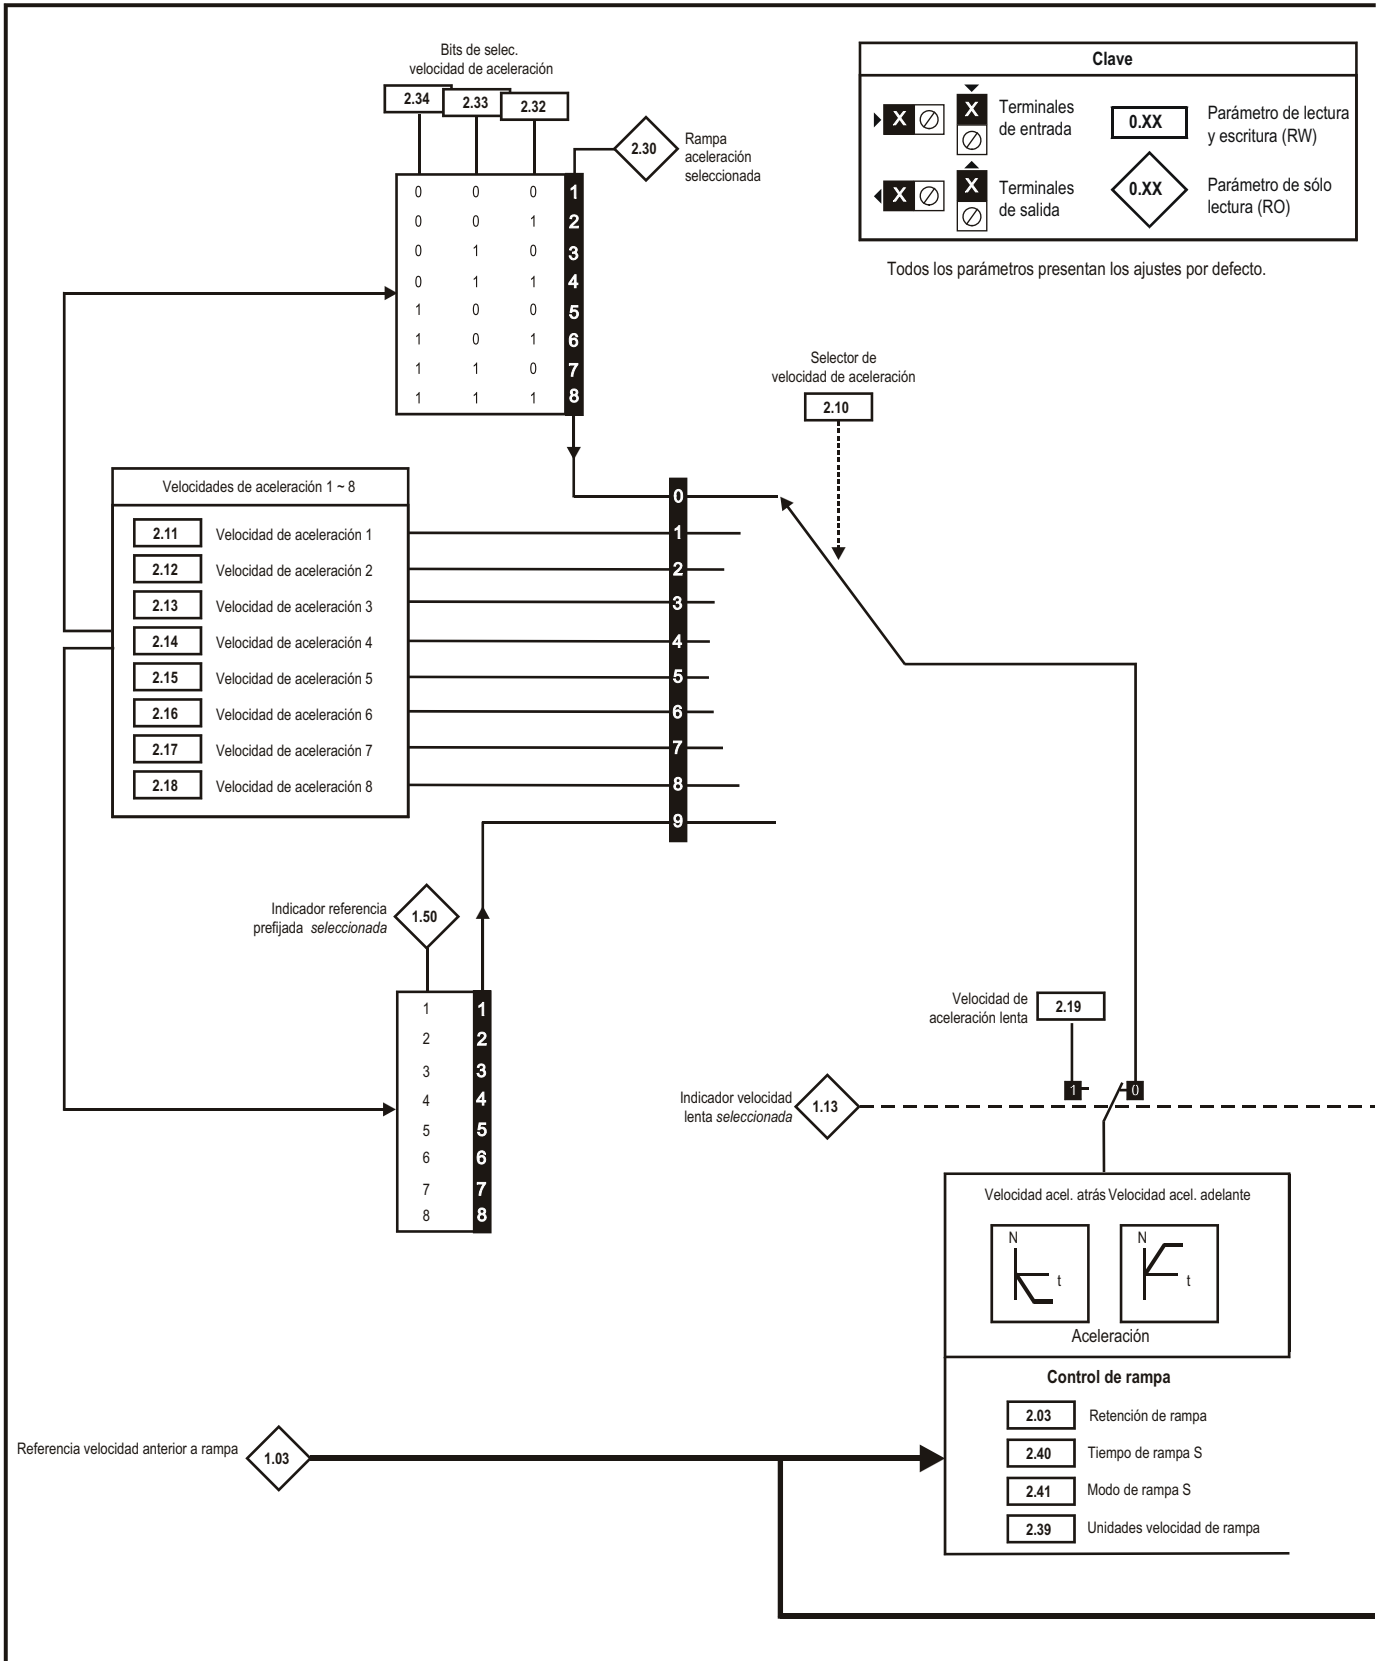 Bits de selec.
velocidad de aceleración
2.34 2.33 2.32
2.30
Rampa
aceleración
seleccionada
0 0 0 1
0 0 1 2
0 1 0 3
0 1 1 4
1 0 0 5
1 0 1 6
1 1 0 7
1 1 1 8
Clave
X X
Terminales
de entrada
0.XX
Parámetro de lectura
y escritura (RW)
X X
Terminales
de salida
0.XX
Parámetro de sólo
lectura (RO)
Todos los parámetros presentan los ajustes por defecto.
Selector de
velocidad de aceleración
2.10
Velocidades de aceleración 1 ~ 8
2.11 Velocidad de aceleración 1
2.12 Velocidad de aceleración 2
2.13 Velocidad de aceleración 3
2.14 Velocidad de aceleración 4
2.15 Velocidad de aceleración 5
2.16 Velocidad de aceleración 6
2.17 Velocidad de aceleración 7
2.18 Velocidad de aceleración 8
0
1
2
3
4
5
6
7
8
9
Indicador referencia
prefijada seleccionada
1.50
1 1
2 2
3 3
4 4
5 5
6 6
7 7
8 8
Velocidad de
aceleración lenta
2.19
1 0
Indicador velocidad
lenta seleccionada
1.13
Velocidad acel. atrás Velocidad acel. adelante
N t
N t
Aceleración
Control de rampa
2.03 Retención de rampa
2.40 Tiempo de rampa S
2.41 Modo de rampa S
2.39 Unidades velocidad de rampa
Referencia velocidad anterior a rampa
1.03